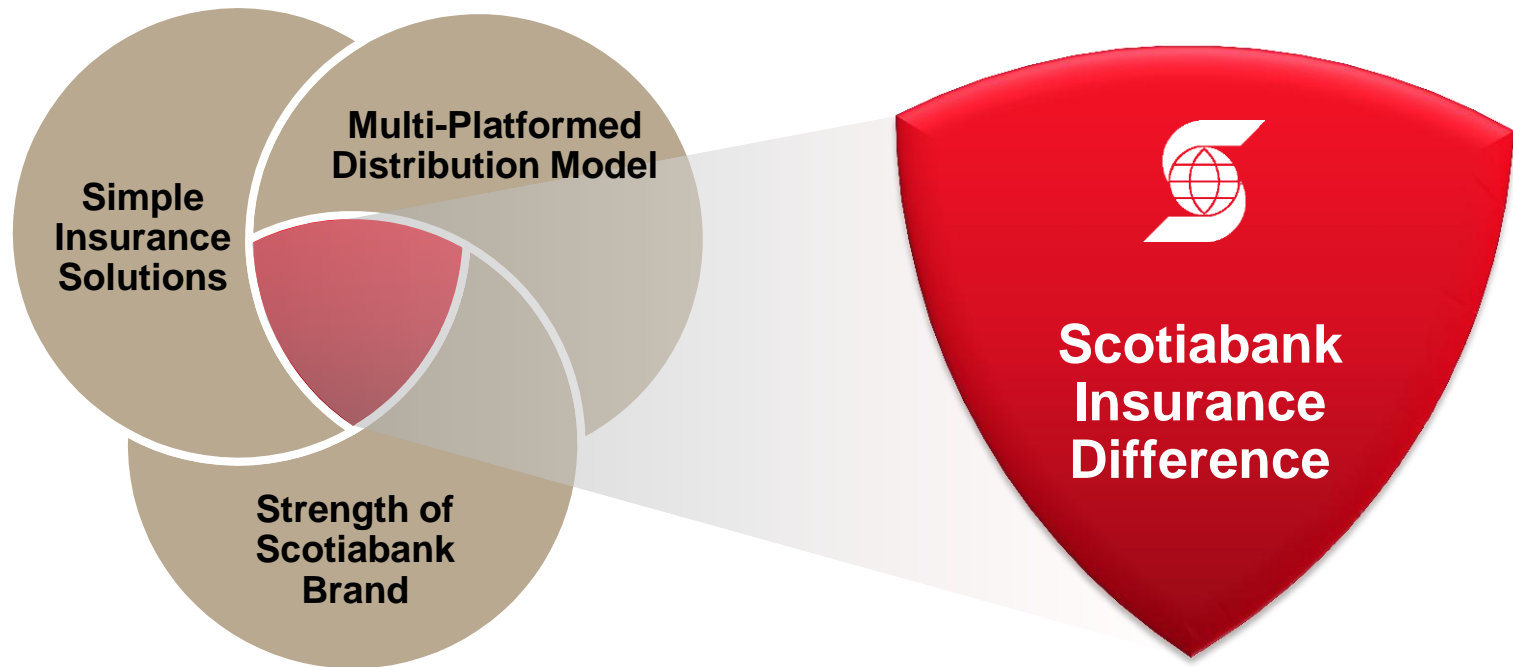 Multi-Platformed
Distribution Model
Simple
Insurance
Solutions
Strength of
Scotiabank
Brand
Scotiabank
Insurance
Difference